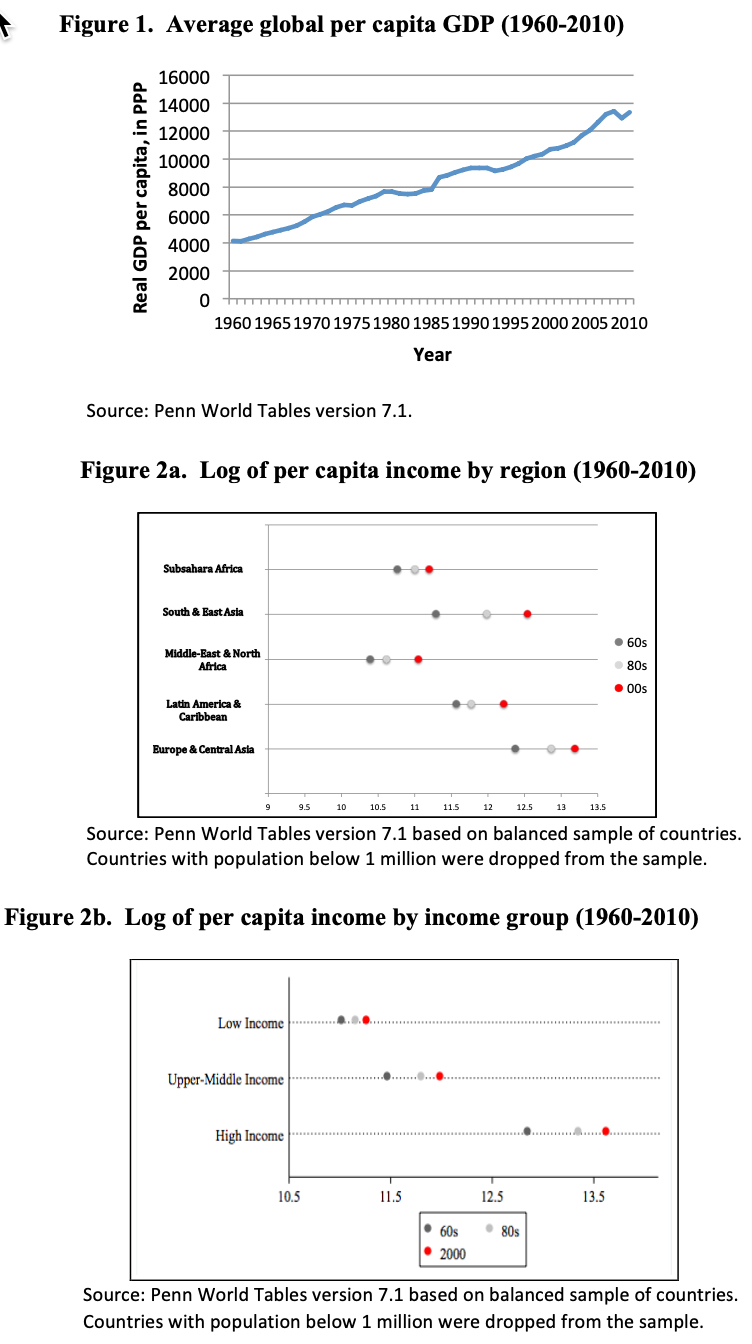 Figure 1. Average global per capita GDP (1960-2010)
Real GDP per capita, in PPP
16000
14000
12000
10000
8000
6000
4000
2000
0
1960 1965 1970 1975 1980 1985 1990 1995 2000 2005 2010
Year
Source: Penn World Tables version 7.1.
Figure 2a. Log of per capita income by region (1960-2010)
Subsahara Africa
South & East Asia
Middle-East & North
Africa
Latin America &
Caribbean
Europe & Central Asia
60s
80s
00s
9 9.5 10 10.5 11 11.5 12 12.5 13 13.5
Source: Penn World Tables version 7.1 based on balanced sample of countries.
Countries with population below 1 million were dropped from the sample.
Figure 2b. Log of per capita income by income group (1960-2010)
Low Income
Upper-Middle Income
High Income
10.5 11.5 12.5 13.5
60s 80s
2000
Source: Penn World Tables version 7.1 based on balanced sample of countries.
Countries with population below 1 million were dropped from the sample.